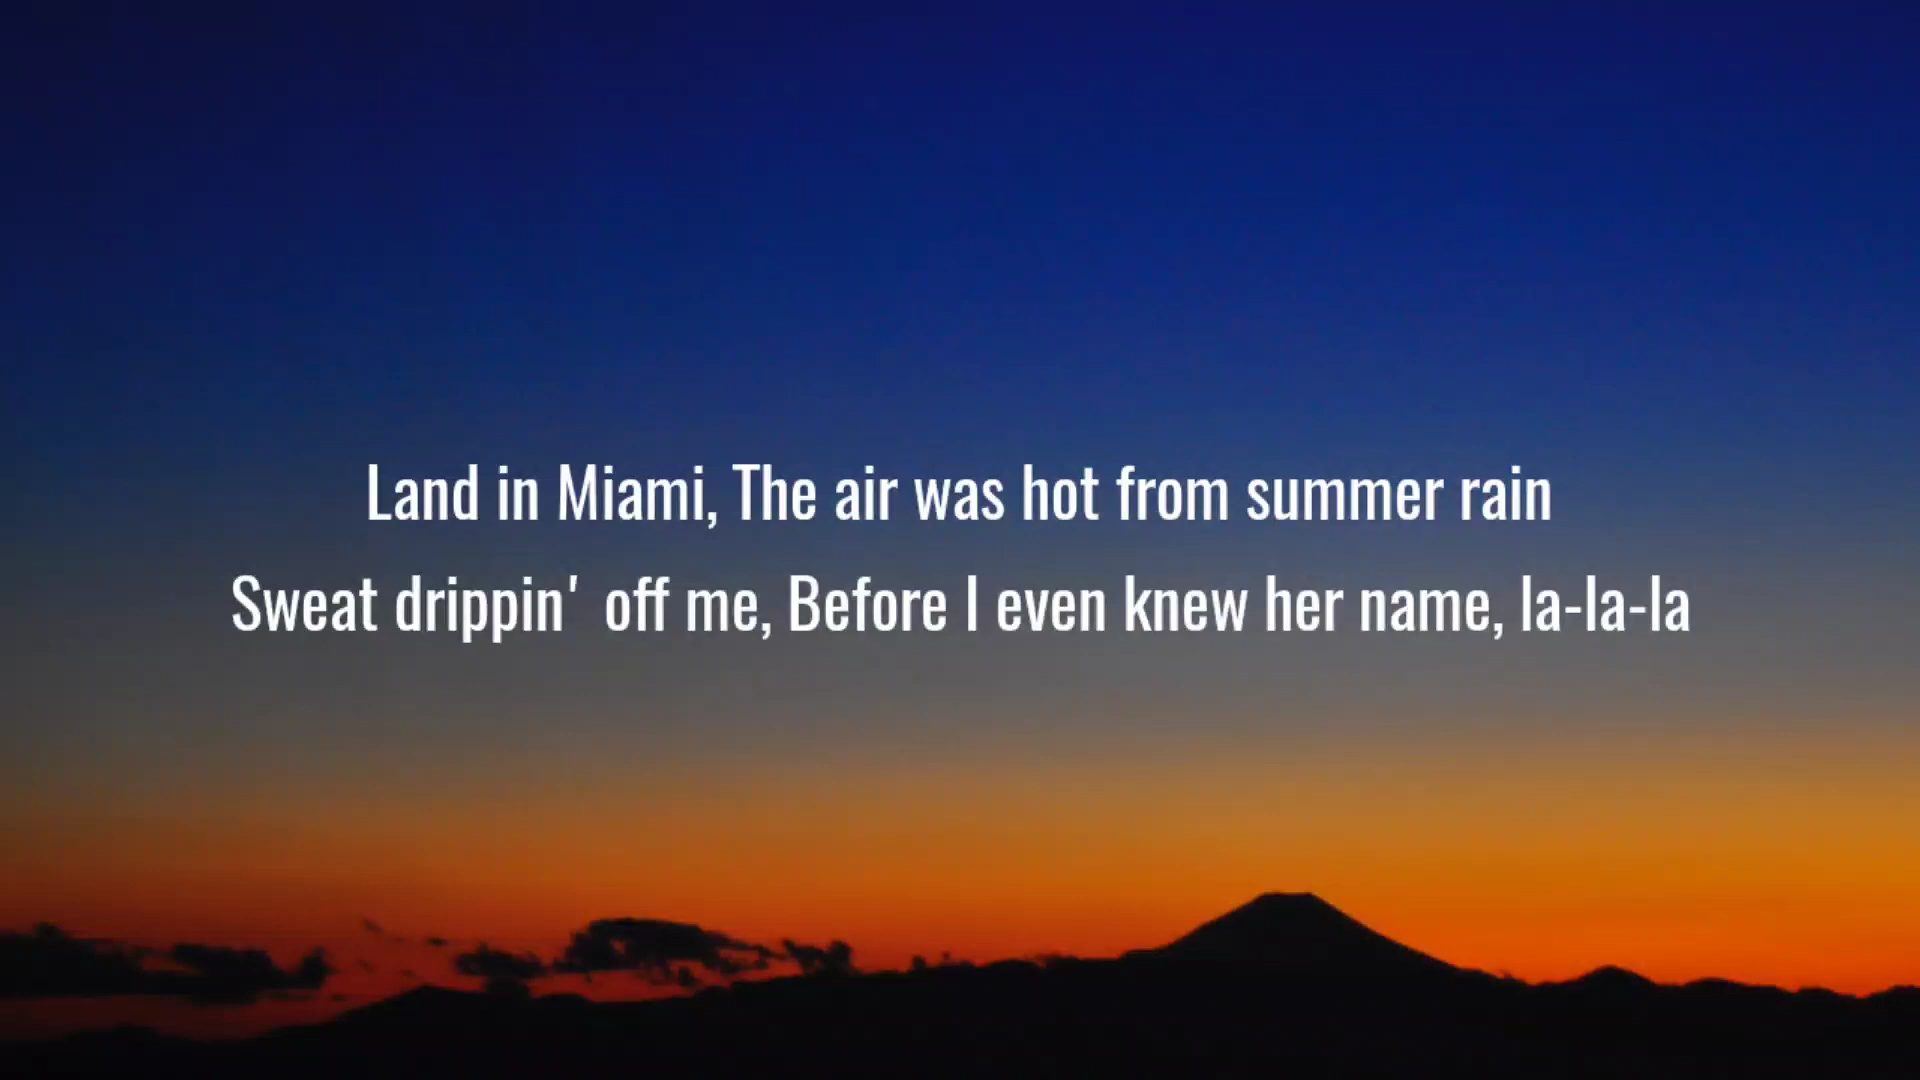 Land in Miami, The air was hot from summer rain
Sweat drippin' off me, Before I even knew her name, la-la-la